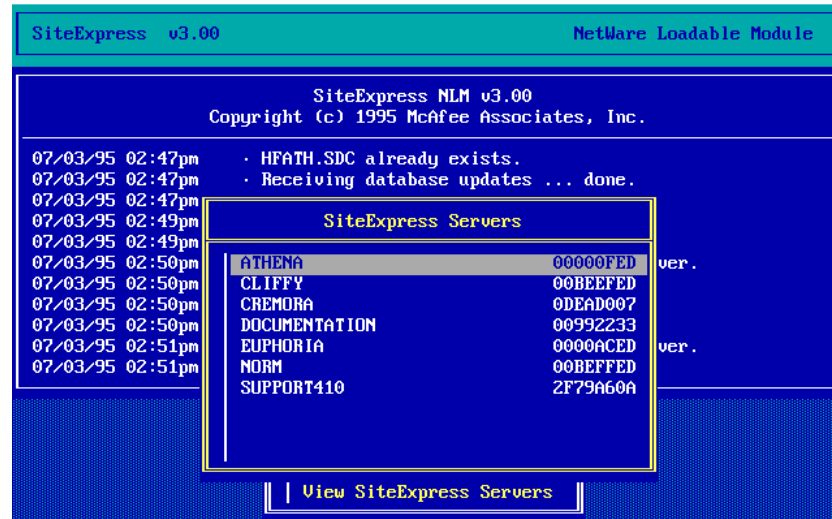 SiteExpress v3.00 NetWare Loadable Module
SiteExpress NLM v3.00
Copyright (c) 1995 McAfee Associates, Inc.
07/03/95 02:47pm · HFATH.SDC already exists.
07/03/95 02:47pm · Receiving database updates ... done.
07/03/95 02:47pm
07/03/95 02:49pm
07/03/95 02:49pm
07/03/95 02:50pm ver.
07/03/95 02:50pm
07/03/95 02:50pm
07/03/95 02:50pm
07/03/95 02:51pm ver.
07/03/95 02:51pm
SiteExpress Servers
ATHENA 00000FED
CLIFFY 00BEEFED
CREMORA 0DEAD007
DOCUMENTATION 00992233
EUPHORIA 0000ACED
NORM 00BEFFED
SUPPORT410 2F79A60A
View SiteExpress Servers